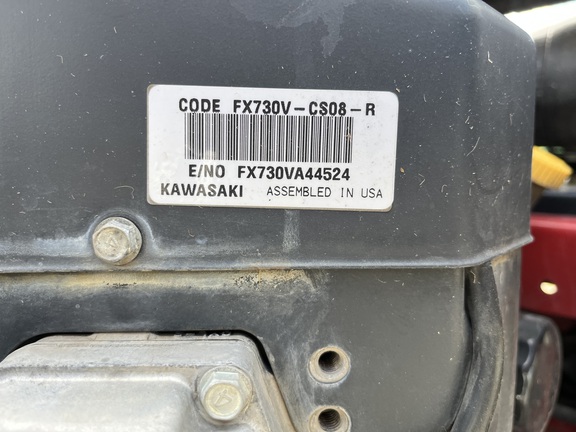 CODE FX730V-CS08-R
E/NO FX730VA44524
KAWASAKI ASSEMBLED IN USA